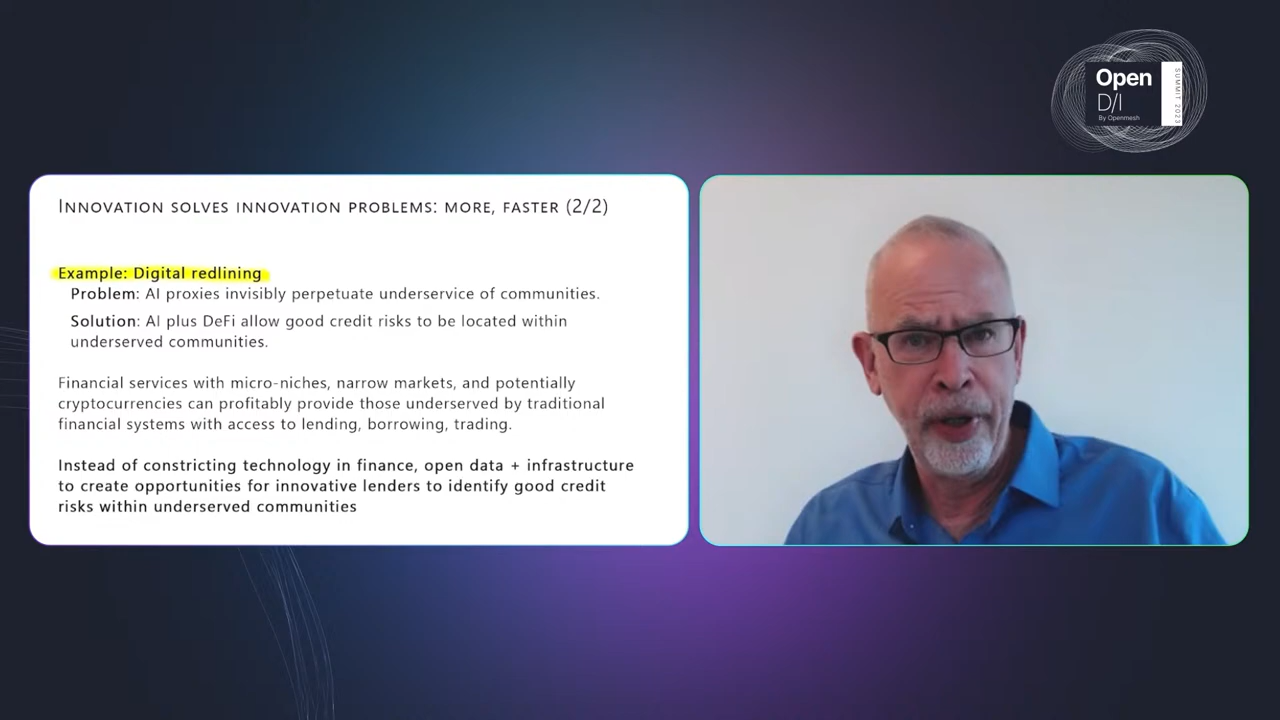 Open
D/I
By Openmesh
SUMMIT 2023
INNOVATION SOLVES INNOVATION PROBLEMS: MORE, FASTER (2/2)
Example: Digital redlining
Problem: AI proxies invisibly perpetuate underservice of communities.
Solution: AI plus DeFi allow good credit risks to be located within
underserved communities.
Financial services with micro-niches, narrow markets, and potentially
cryptocurrencies can profitably provide those underserved by traditional
financial systems with access to lending, borrowing, trading.
Instead of constricting technology in finance, open data + infrastructure
to create opportunities for innovative lenders to identify good credit
risks within underserved communities